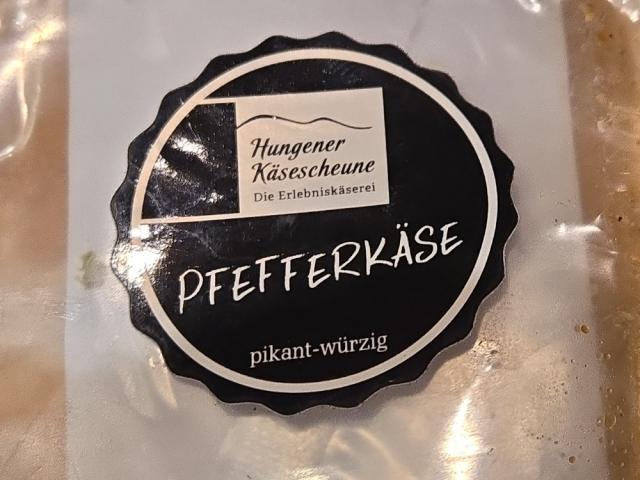 Hungener
Käsescheune
Die Erlebniskäserei
PFEFFERKÄSE
pikant-würzig